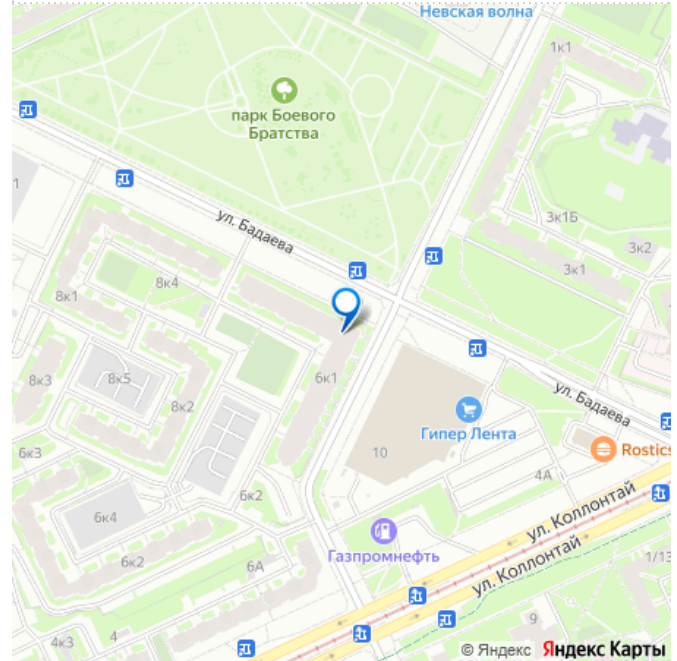 Невская волна
1к1
парк Боевого
Братства
1
ул. Бадаева
3к1Б
3к2
3к1
8к4
8к1
8к3
8к5
8к2
6к1
ул. Бадаева
Гипер Лента
Rostics
10
4А
6к3
6к2
6к4
ул. Коллонтай
Газпромнефть
6к2
6А
ул. Коллонтай
1/13
9
4к3
4
© Яндекс Яндекс Карты